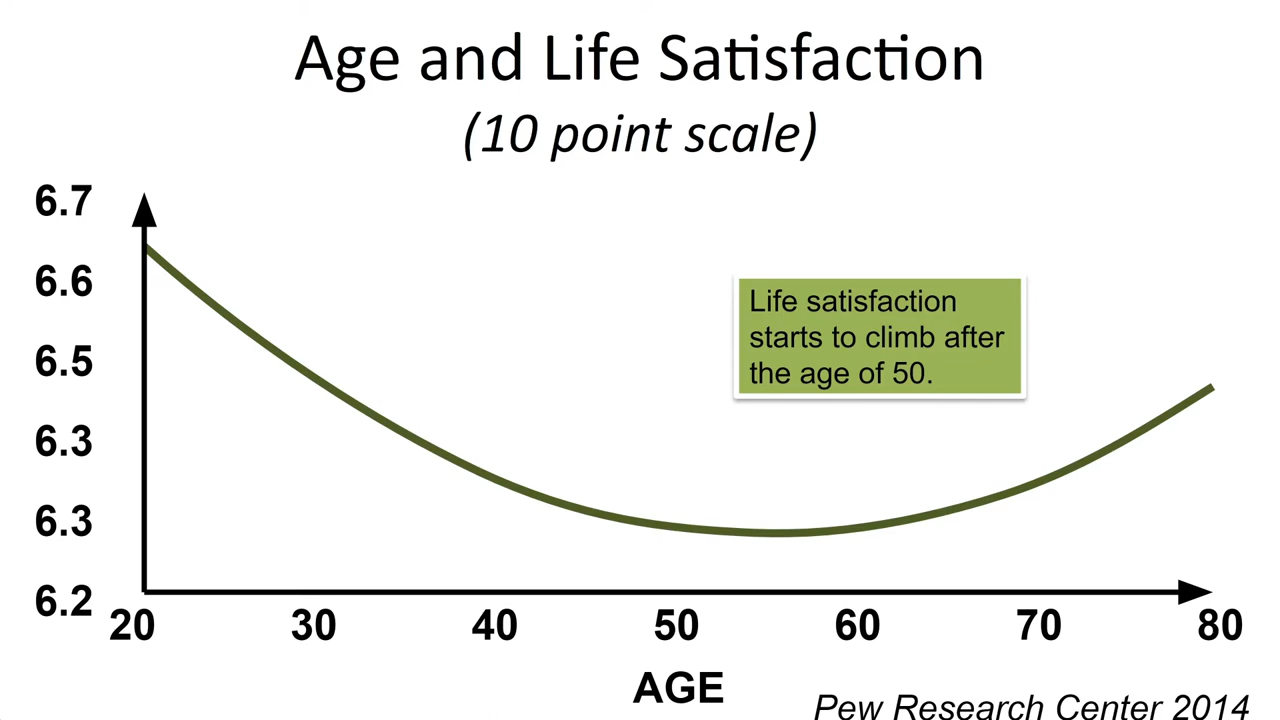 Age and Life Satisfaction
(10 point scale)
6.7
6.6
6.5
6.3
6.3
6.2
Life satisfaction
starts to climb after
the age of 50.
20 30 40 50 60 70 80
AGE
Pew Research Center 2014